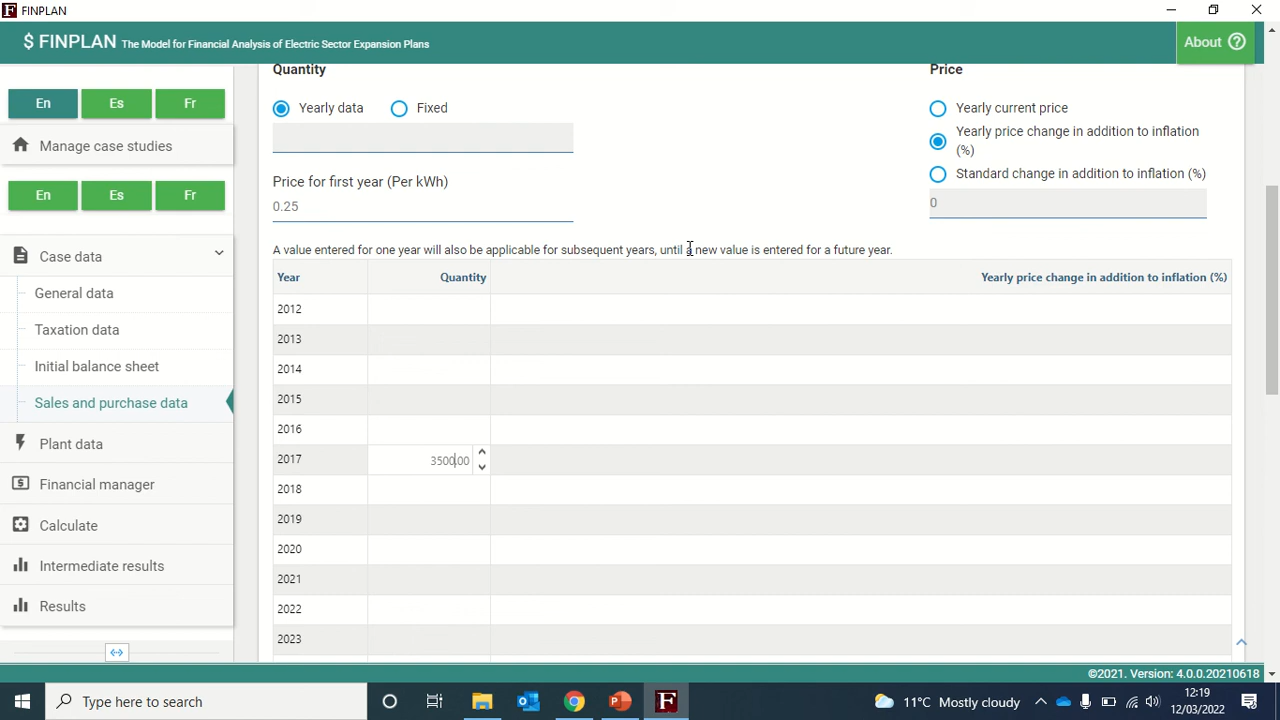 FINPLAN
$ FINPLAN The Model for Financial Analysis of Electric Sector Expansion Plans
About
En Es Fr
Manage case studies
En Es Fr
Case data
General data
Taxation data
Initial balance sheet
Sales and purchase data
Plant data
Financial manager
Calculate
Intermediate results
Results
Quantity
Yearly data Fixed
Price for first year (Per kWh)
0.25
Price
Yearly current price
Yearly price change in addition to inflation
(%)
Standard change in addition to inflation (%)
0
A value entered for one year will also be applicable for subsequent years, until a new value is entered for a future year.
Year Quantity Yearly price change in addition to inflation (%)
2012
2013
2014
2015
2016
2017 3500.00
2018
2019
2020
2021
2022
2023
©2021. Version: 4.0.0.20210618
Type here to search
11°C Mostly cloudy
12:19
12/03/2022